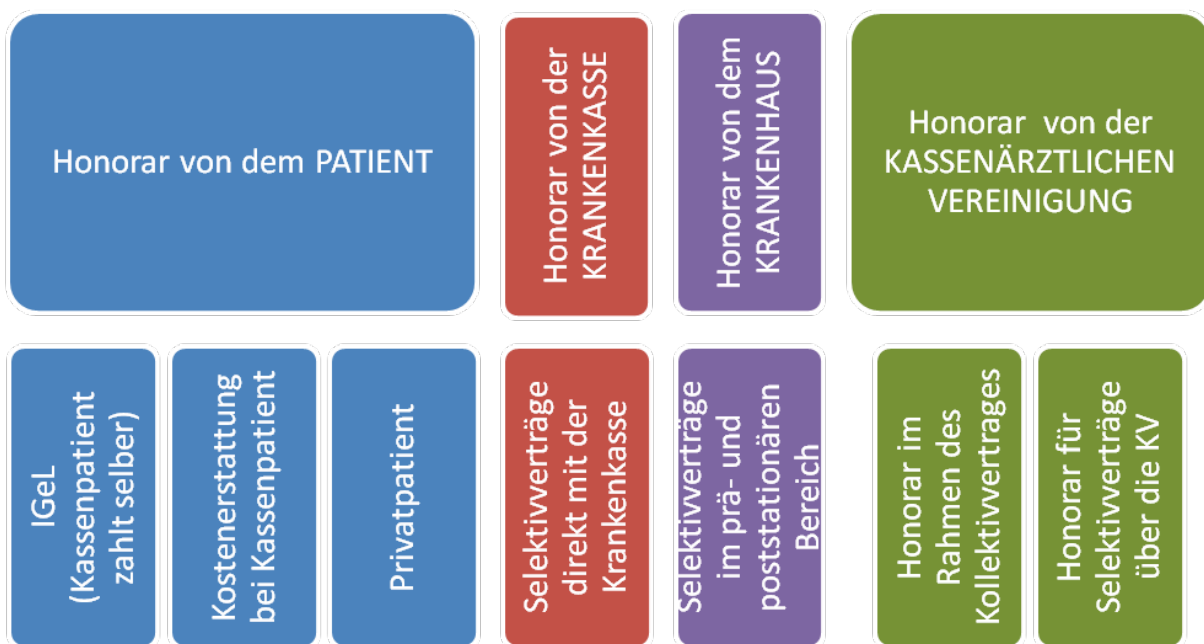 Honorar von dem PATIENT
Honorar von der
KRANKENKASSE
Honorar von dem
KRANKENHAUS
Honorar von der
KASSENÄRZTLICHEN
VEREINIGUNG
IGeL
(Kassenpatient
zahlt selber)
Kostenerstattung
bei Kassenpatient
Privatpatient
Selektivverträge
direkt mit der
Krankenkasse
Selektivverträge
im prä- und
poststationären
Bereich
Honorar im
Rahmen des
Kollektivvertrages
Honorar für
Selektivverträge
über die KV